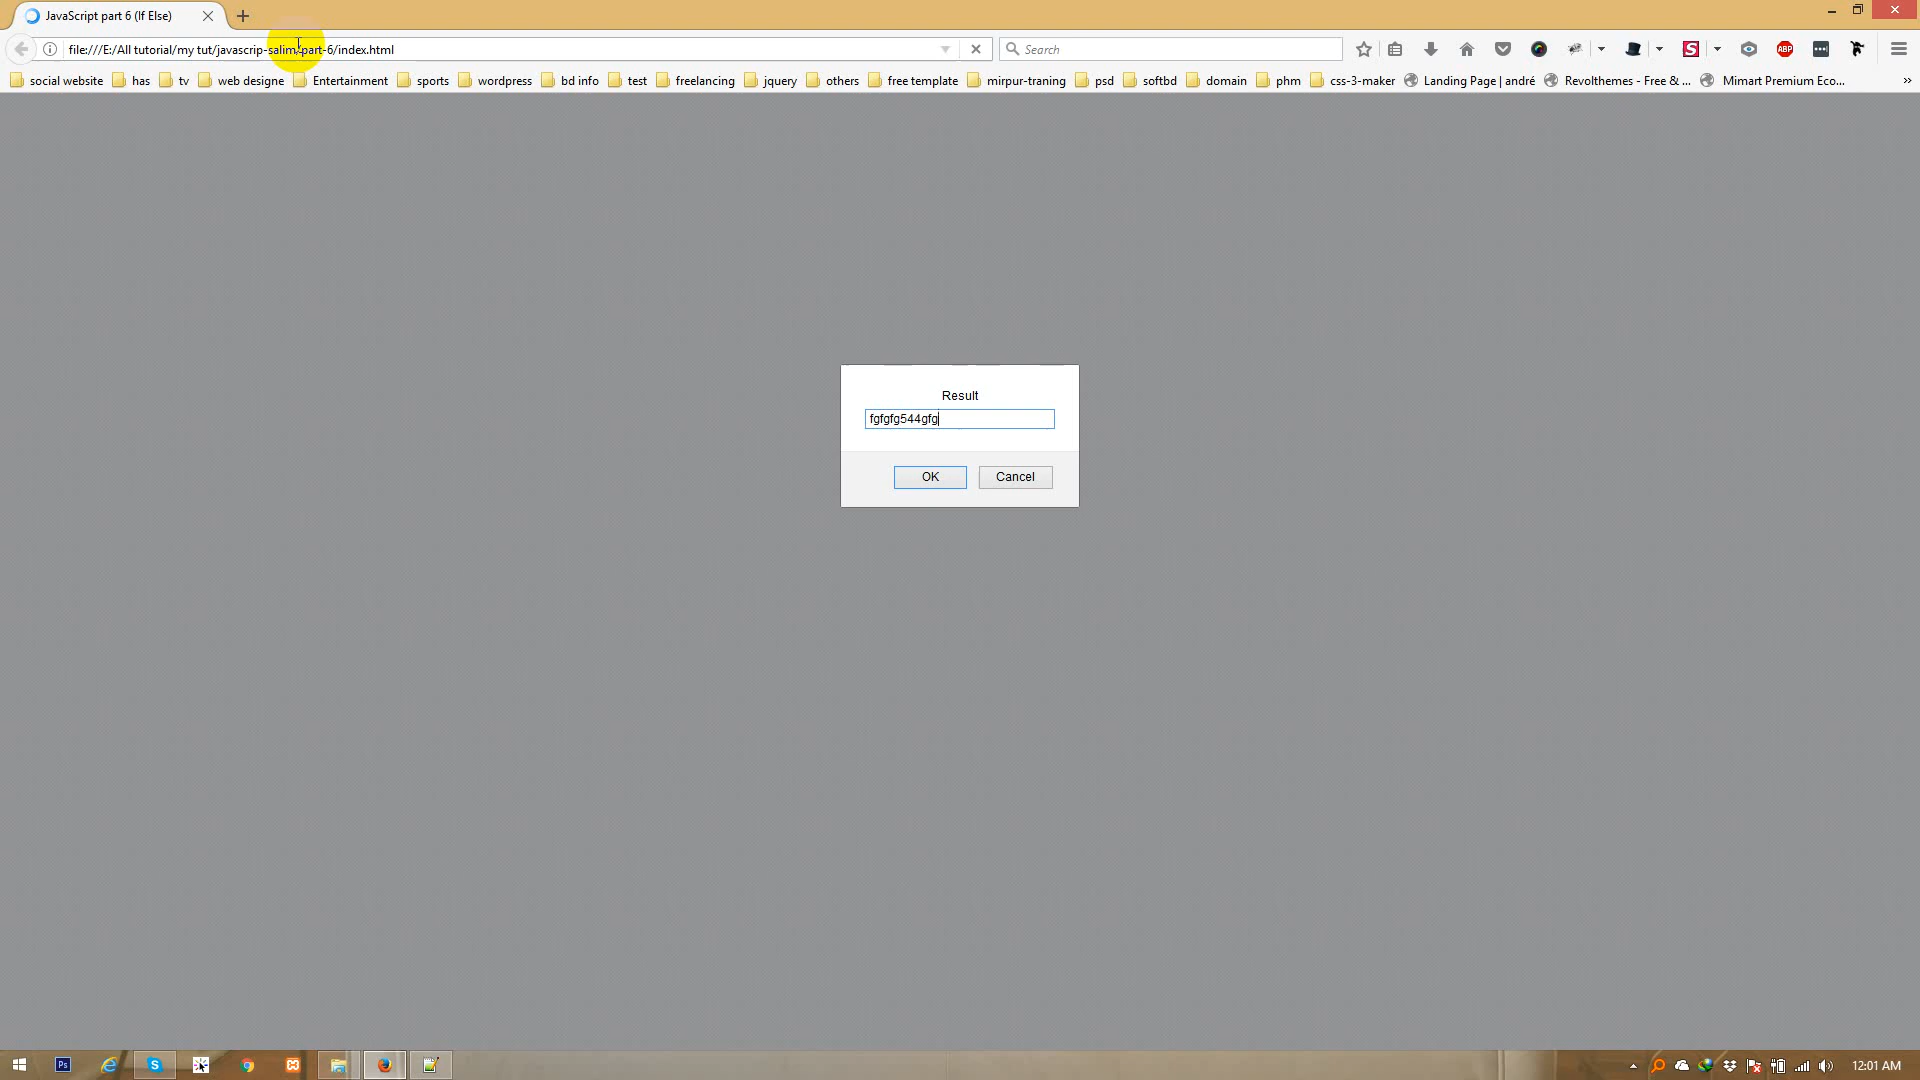 JavaScript part 6 (If Else)
file:///E:/All tutorial/my tut/javascrip-salim-part-6/index.html
Search
S
ABP
social website has tv web designe Entertainment sports wordpress bd info test freelancing jquery others free template mirpur-traning psd softbd domain phm css-3-maker Landing Page | andré Revolthemes - Free & ... Mimart Premium Eco...
Result
fgfgfg544gfg
OK Cancel
Ps
12:01 AM